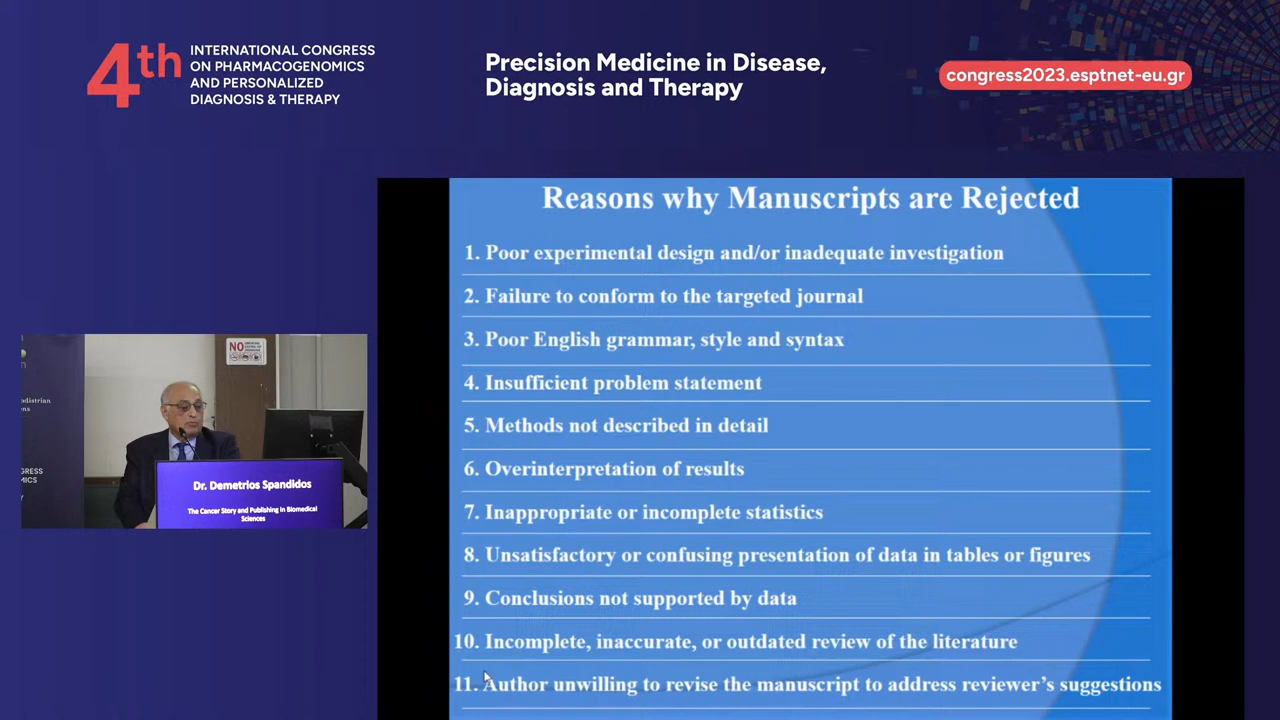 4th
INTERNATIONAL CONGRESS
ON PHARMACOGENOMICS
AND PERSONALIZED
DIAGNOSIS & THERAPY
Precision Medicine in Disease,
Diagnosis and Therapy
congress2023.esptnet-eu.gr
Reasons why Manuscripts are Rejected
1. Poor experimental design and/or inadequate investigation
2. Failure to conform to the targeted journal
3. Poor English grammar, style and syntax
4. Insufficient problem statement
5. Methods not described in detail
6. Overinterpretation of results
7. Inappropriate or incomplete statistics
8. Unsatisfactory or confusing presentation of data in tables or figures
9. Conclusions not supported by data
10. Incomplete, inaccurate, or outdated review of the literature
11. Author unwilling to revise the manuscript to address reviewer's suggestions
NO
Dr. Demetrios Spandidos
The Cancer Story and Publishing in Biomedical
Sciences